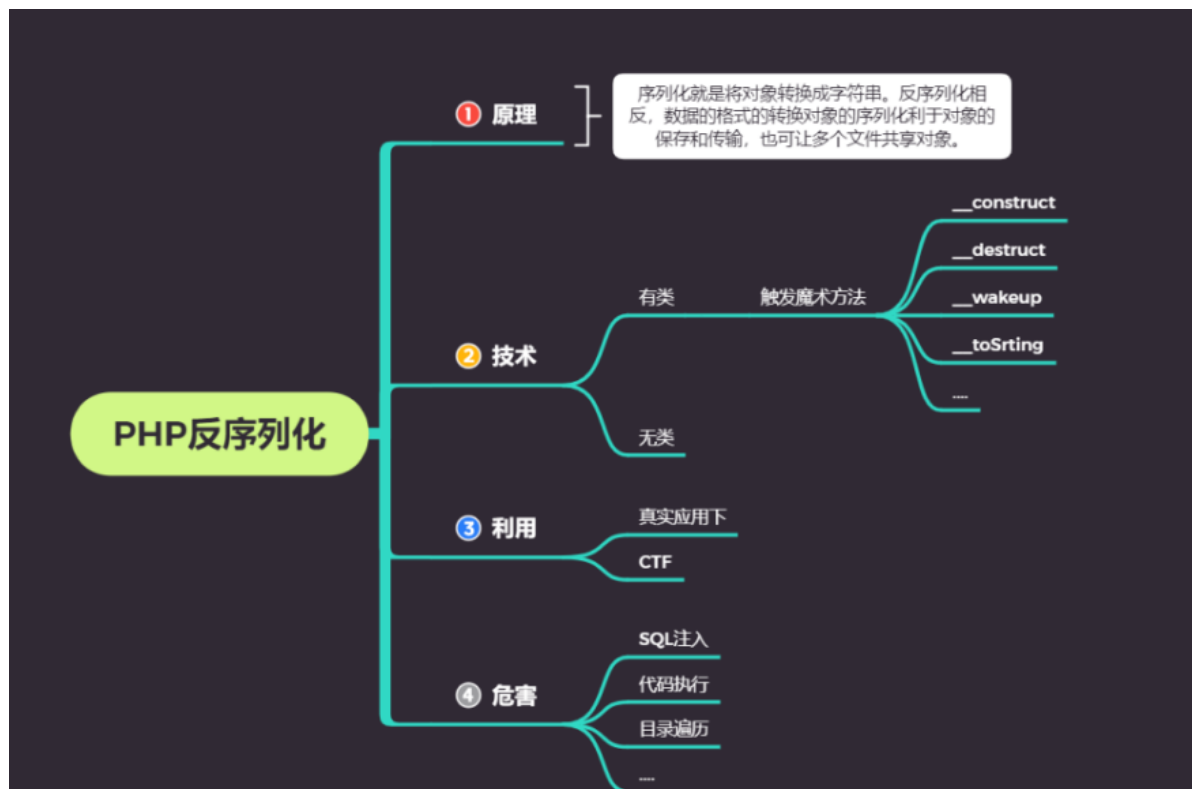 PHP反序列化
1 原理
序列化就是将对象转换成字符串。反序列化相
反，数据的格式的转换对象的序列化利于对象的
保存和传输，也可让多个文件共享对象。
2 技术
有类
触发魔术方法
__construct
__destruct
__wakeup
__toSrting
....
无类
3 利用
真实应用下
CTF
4 危害
SQL注入
代码执行
目录遍历
....